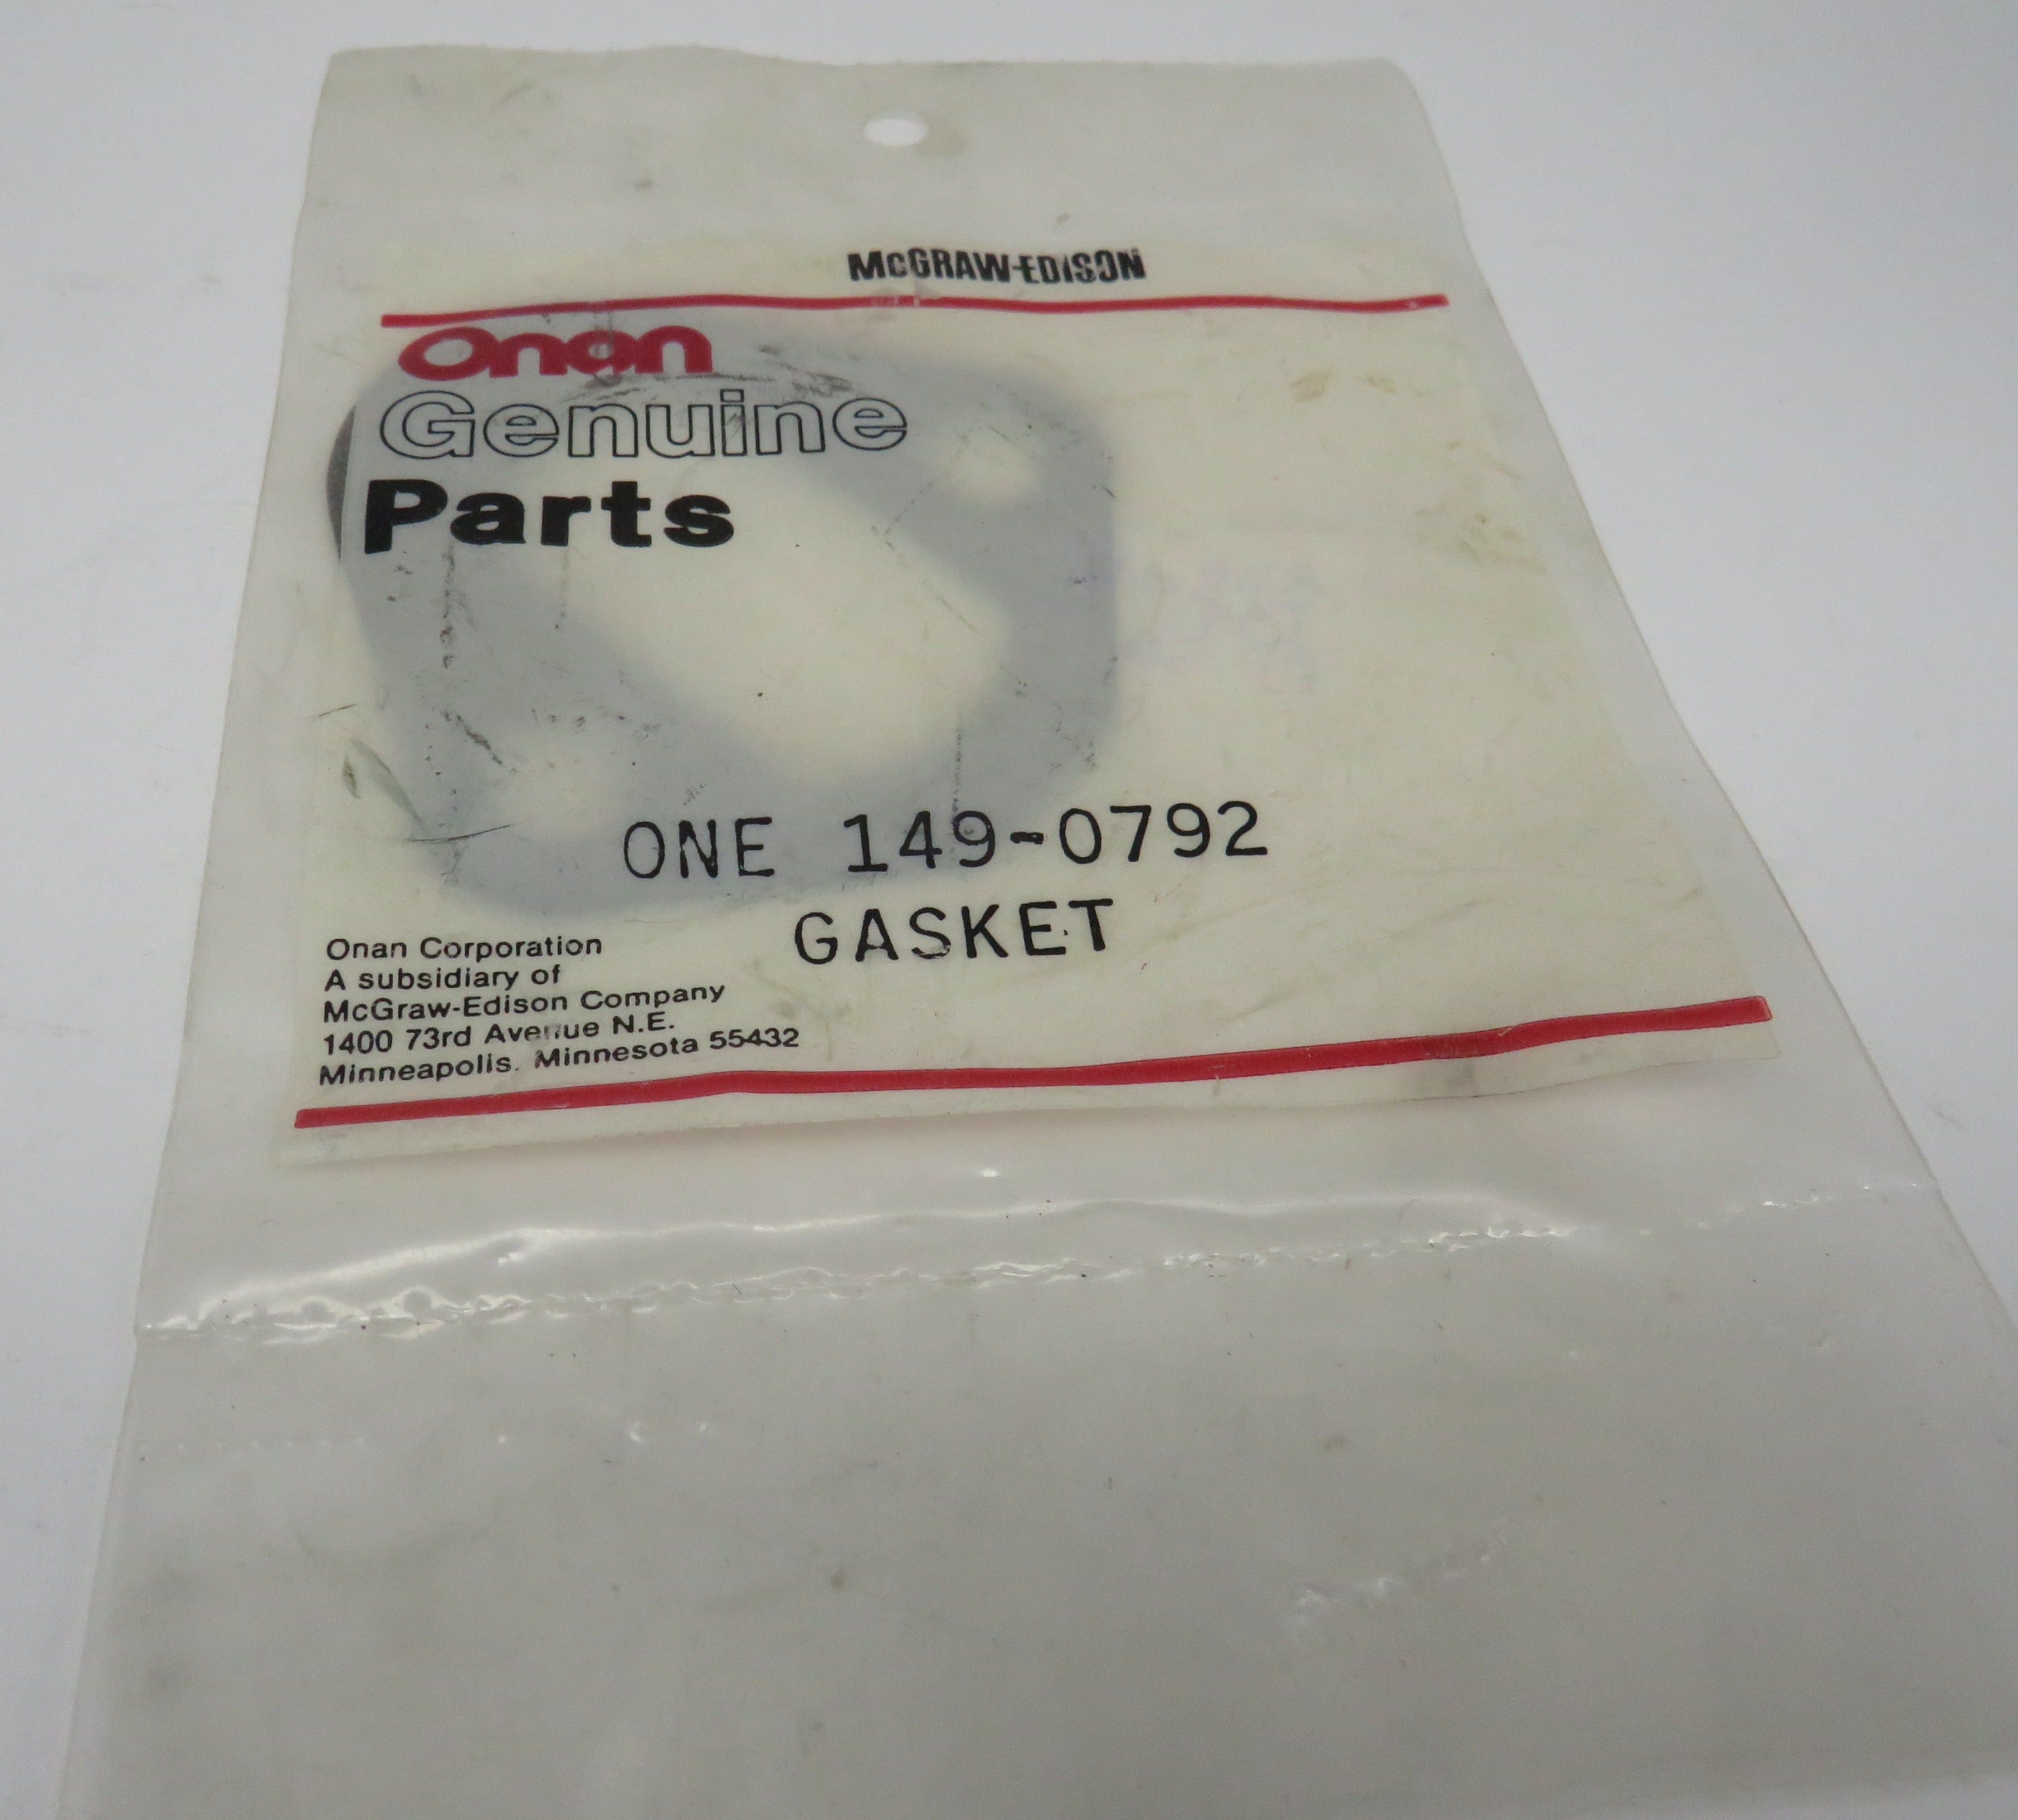 McGRAW-EDISON
Onan
Genuine
Parts
ONE 149-0792
GASKET
Onan Corporation
A subsidiary of
McGraw-Edison Company
1400 73rd Avenue N.E.
Minneapolis, Minnesota 55432